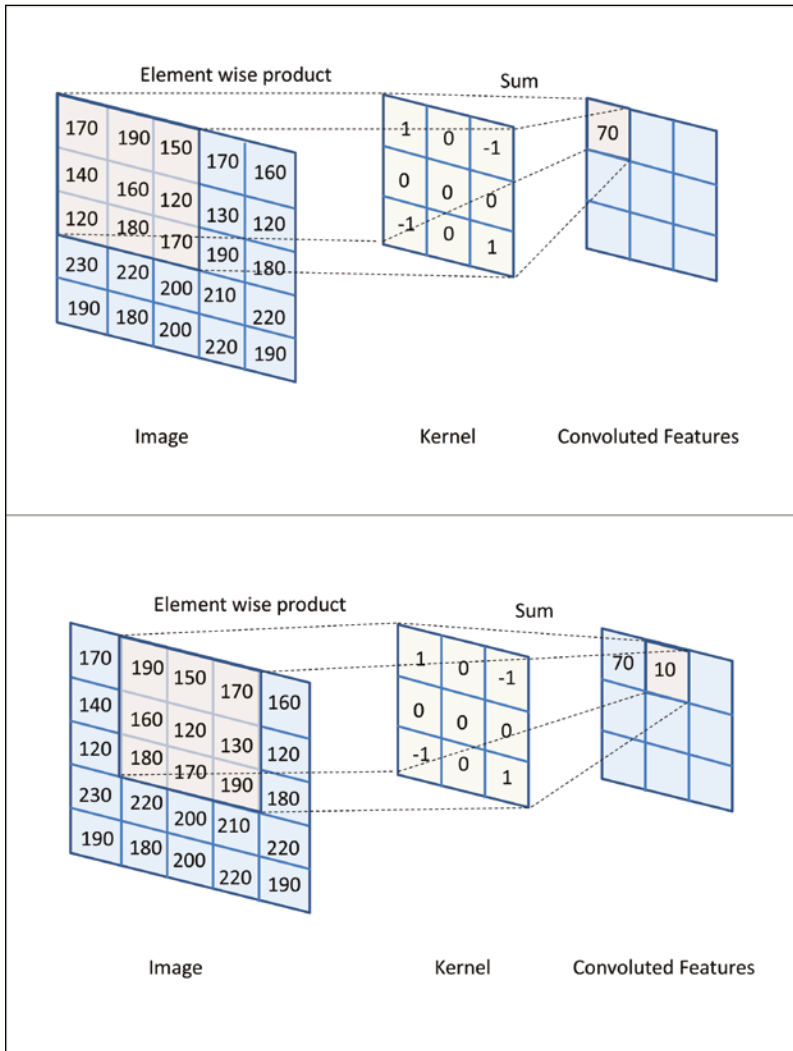 Element wise product
Sum
170 190 150 170 160
140 160 120 130 120
120 180 170 190 180
230 220 200 210 220
190 180 200 220 190
1 0 -1
0 0 0
-1 0 1
70
Image
Kernel
Convoluted Features
Element wise product
Sum
170 190 150 170 160
140 160 120 130 120
120 180 170 190 180
230 220 200 210 220
190 180 200 220 190
1 0 -1
0 0 0
-1 0 1
70 10
Image
Kernel
Convoluted Features